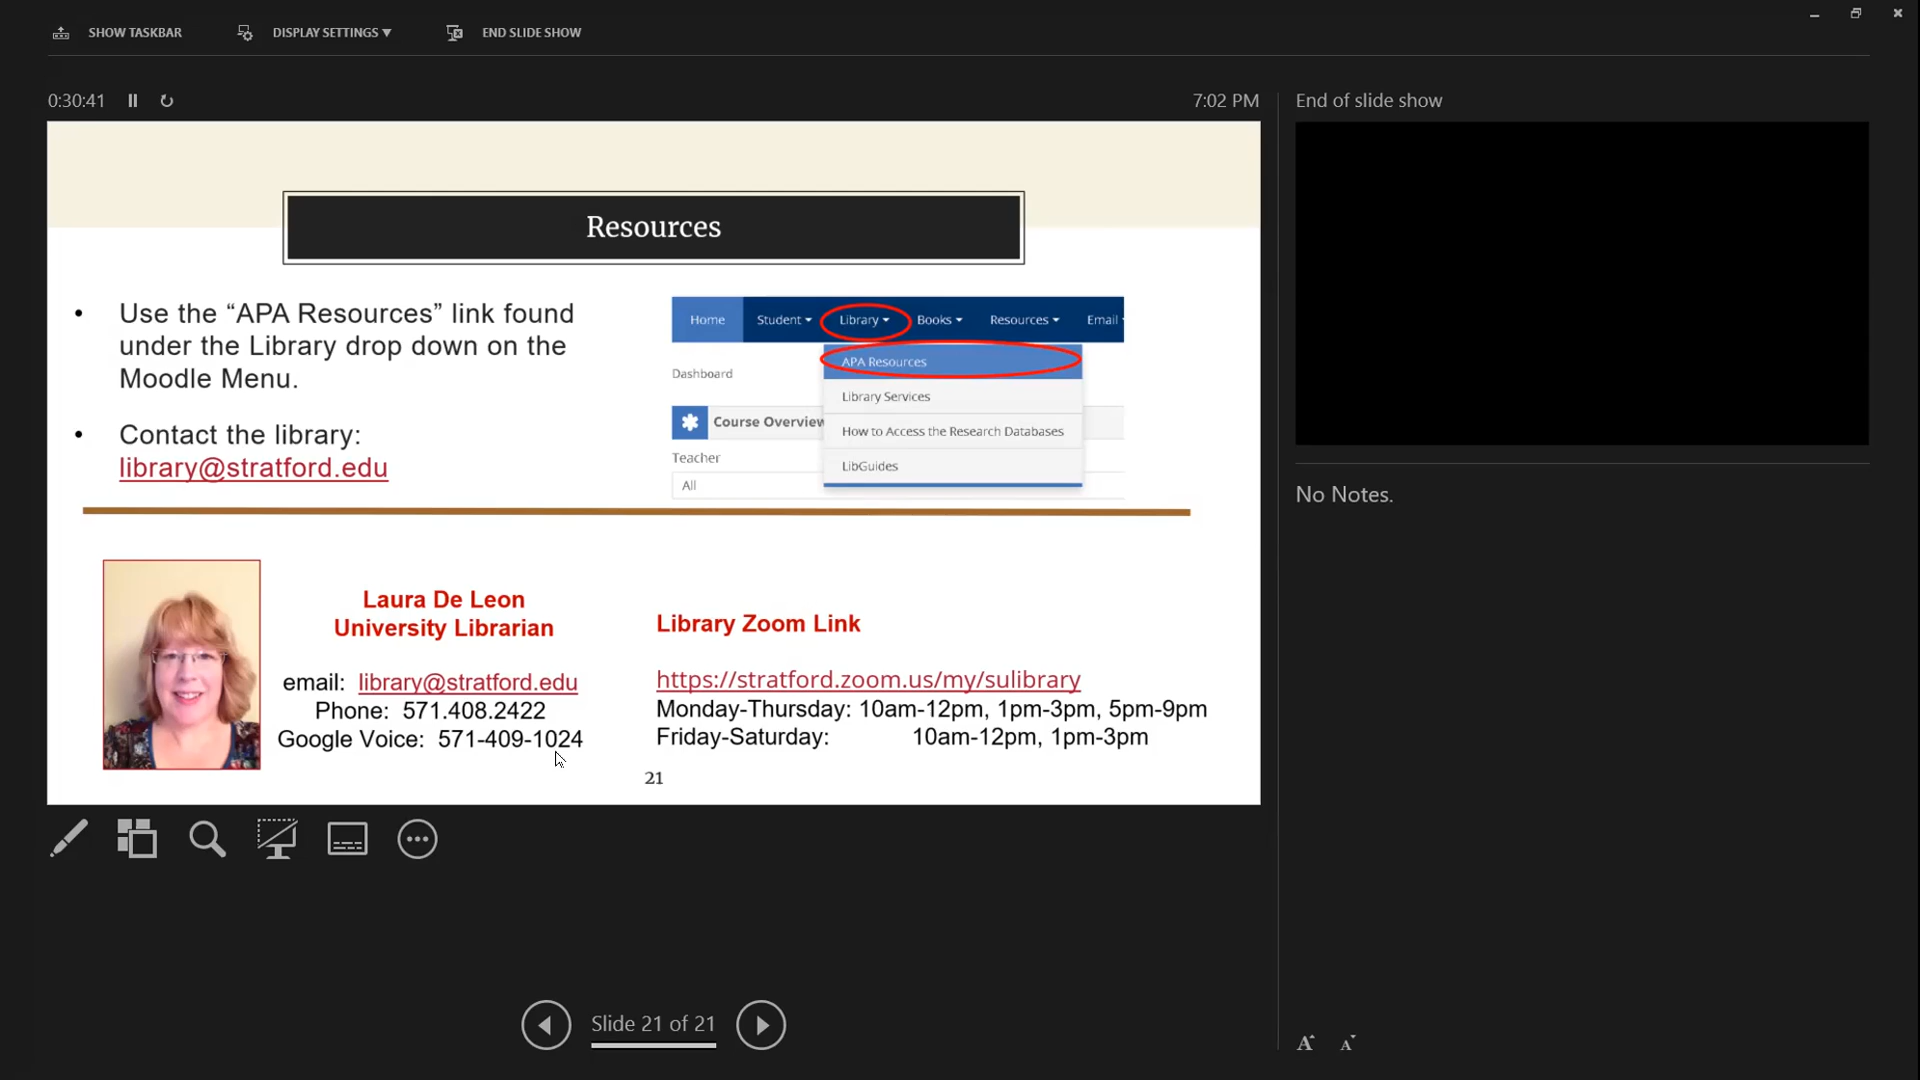 SHOW TASKBAR
DISPLAY SETTINGS ▼
END SLIDE SHOW
0:30:41
7:02 PM
End of slide show
Resources
• Use the “APA Resources” link found
under the Library drop down on the
Moodle Menu.
• Contact the library:
library@stratford.edu
Home Student Library Books Resources Email
APA Resources
Dashboard
Library Services
Course Overview
How to Access the Research Databases
Teacher
LibGuides
All
No Notes.
Laura De Leon
University Librarian
email: library@stratford.edu
Phone: 571.408.2422
Google Voice: 571-409-1024
Library Zoom Link
https://stratford.zoom.us/my/sulibrary
Monday-Thursday: 10am-12pm, 1pm-3pm, 5pm-9pm
Friday-Saturday: 10am-12pm, 1pm-3pm
21
Slide 21 of 21
A A